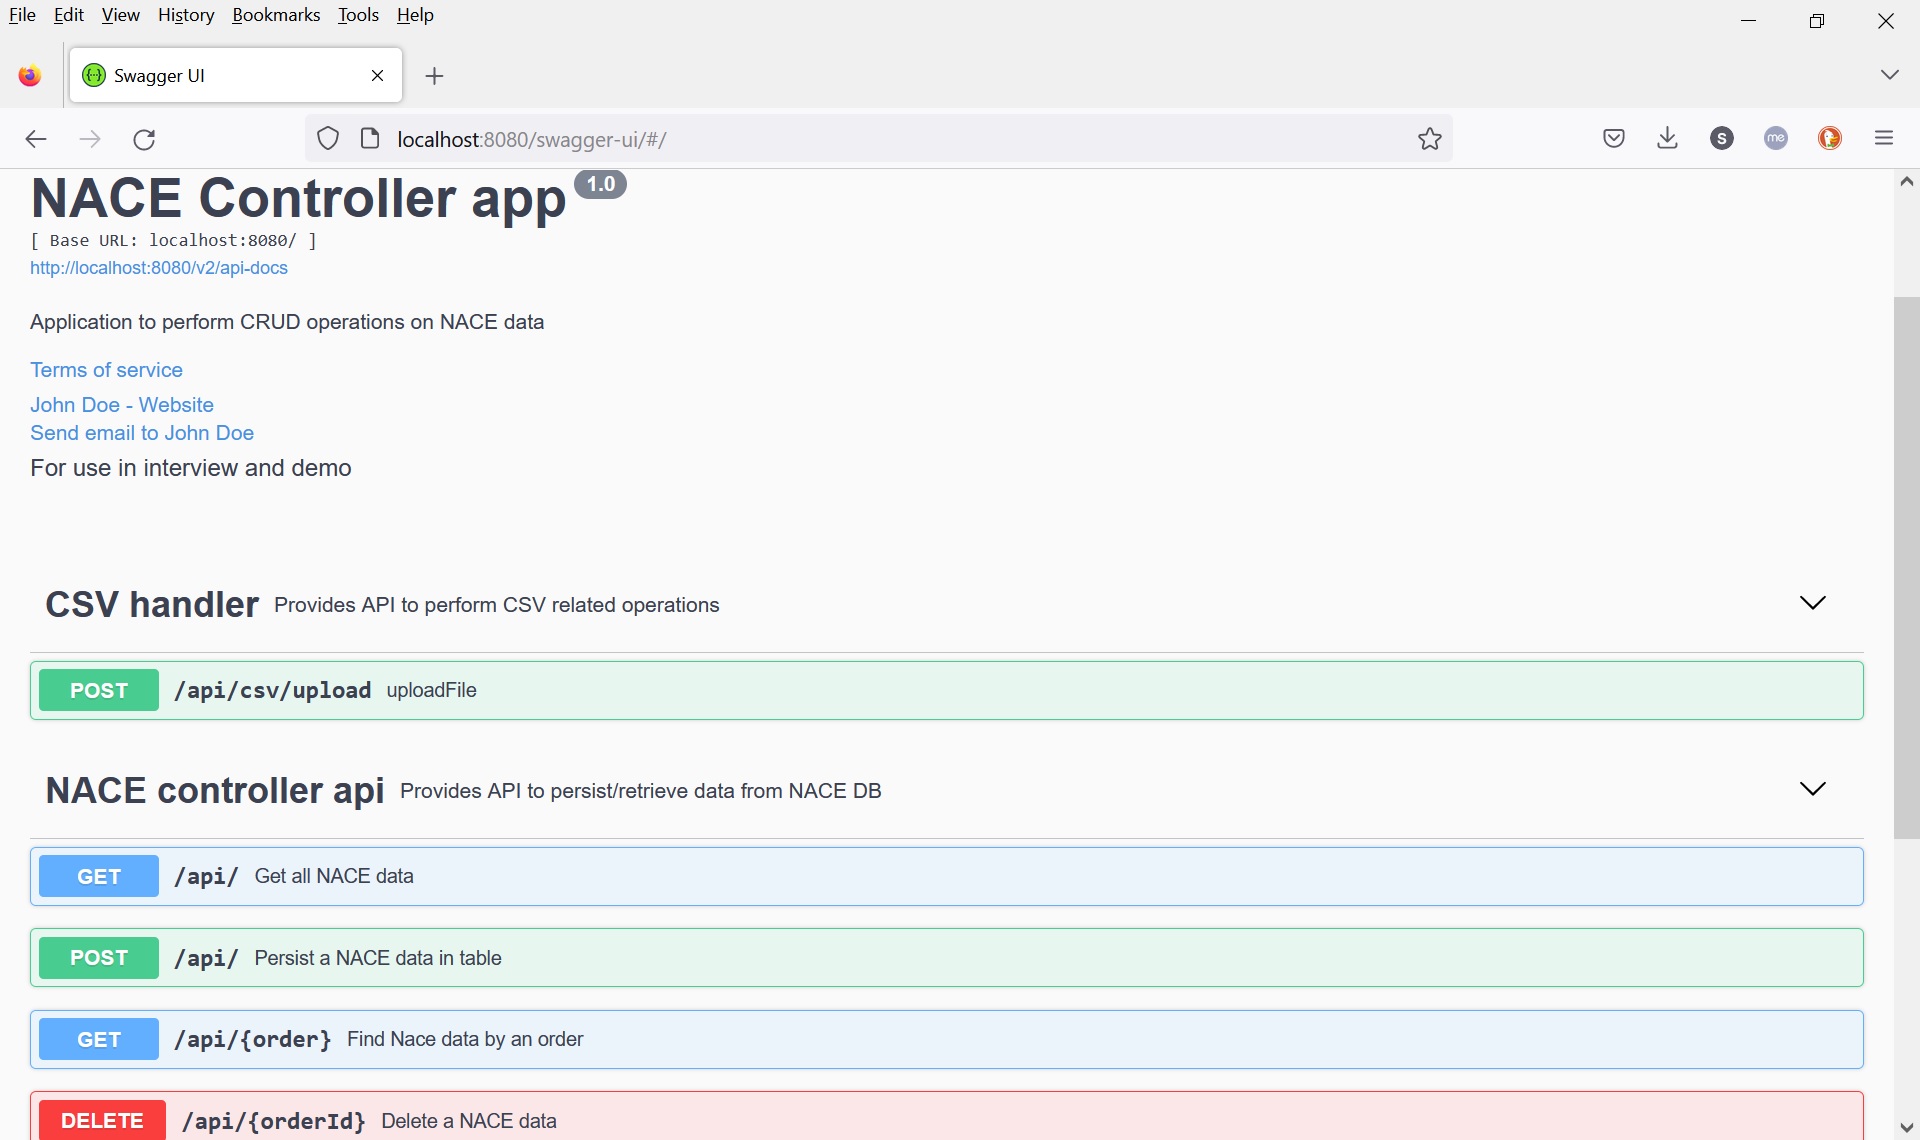 File Edit View History Bookmarks Tools Help
Swagger UI
localhost:8080/swagger-ui/#/
S
me
NACE Controller app 1.0
[ Base URL: localhost:8080/ ]
http://localhost:8080/v2/api-docs
Application to perform CRUD operations on NACE data
Terms of service
John Doe - Website
Send email to John Doe
For use in interview and demo
CSV handler Provides API to perform CSV related operations
POST /api/csv/upload uploadFile
NACE controller api Provides API to persist/retrieve data from NACE DB
GET /api/ Get all NACE data
POST /api/ Persist a NACE data in table
GET /api/{order} Find Nace data by an order
DELETE /api/{orderId} Delete a NACE data